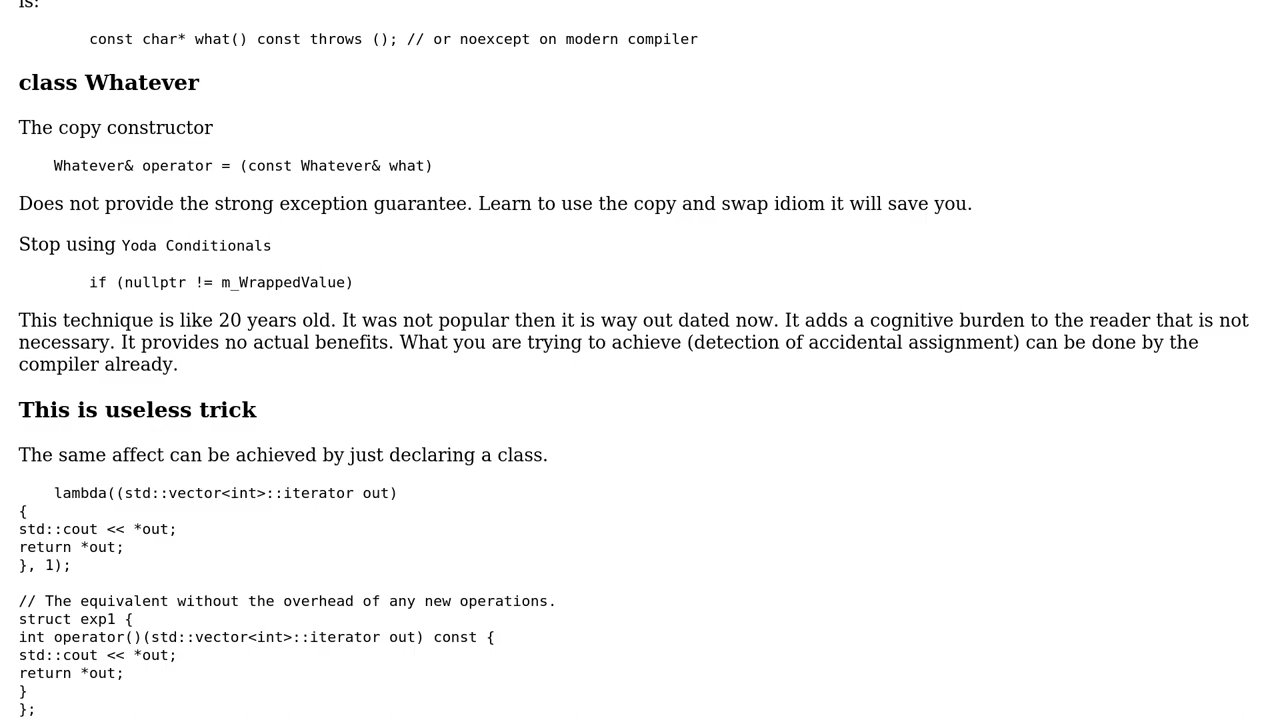 is:
const char* what() const throws (); // or noexcept on modern compiler
class Whatever
The copy constructor
Whatever& operator = (const Whatever& what)
Does not provide the strong exception guarantee. Learn to use the copy and swap idiom it will save you.
Stop using Yoda Conditionals
if (nullptr != m_WrappedValue)
This technique is like 20 years old. It was not popular then it is way out dated now. It adds a cognitive burden to the reader that is not
necessary. It provides no actual benefits. What you are trying to achieve (detection of accidental assignment) can be done by the
compiler already.
This is useless trick
The same affect can be achieved by just declaring a class.
lambda((std::vector<int>::iterator out)
{
std::cout << *out;
return *out;
}, 1);
// The equivalent without the overhead of any new operations.
struct exp1 {
int operator()(std::vector<int>::iterator out) const {
std::cout << *out;
return *out;
}
};